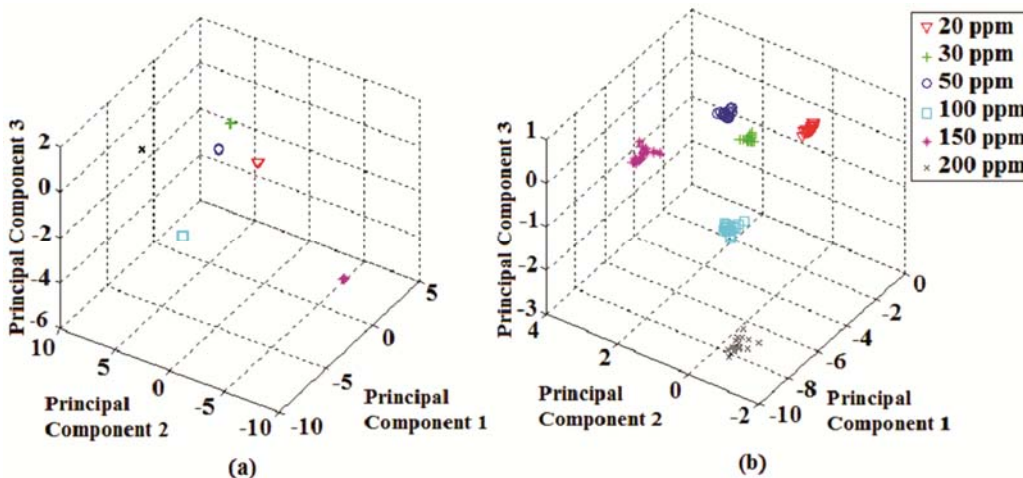 Principal Component 3
2
0
-2
-4
-6
10
5
0
-5
-10
-10
-5
0
5
Principal
Component 2
Principal
Component 1
(a)
Principal Component 3
1
0
-1
-2
-3
4
2
0
-2
-10
-8
-6
-4
-2
0
Principal
Component 2
Principal
Component 1
(b)
20 ppm
30 ppm
50 ppm
100 ppm
150 ppm
200 ppm